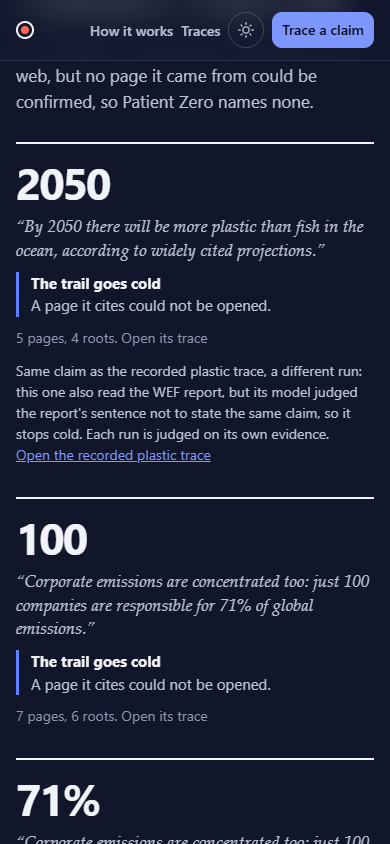 How it works Traces Trace a claim
web, but no page it came from could be
confirmed, so Patient Zero names none.
2050
“By 2050 there will be more plastic than fish in the
ocean, according to widely cited projections.”
The trail goes cold
A page it cites could not be opened.
5 pages, 4 roots. Open its trace
Same claim as the recorded plastic trace, a different run:
this one also read the WEF report, but its model judged
the report's sentence not to state the same claim, so it
stops cold. Each run is judged on its own evidence.
Open the recorded plastic trace
100
“Corporate emissions are concentrated too: just 100
companies are responsible for 71% of global
emissions.”
The trail goes cold
A page it cites could not be opened.
7 pages, 6 roots. Open its trace
71%
“Corporate emissions are concentrated too: just 100